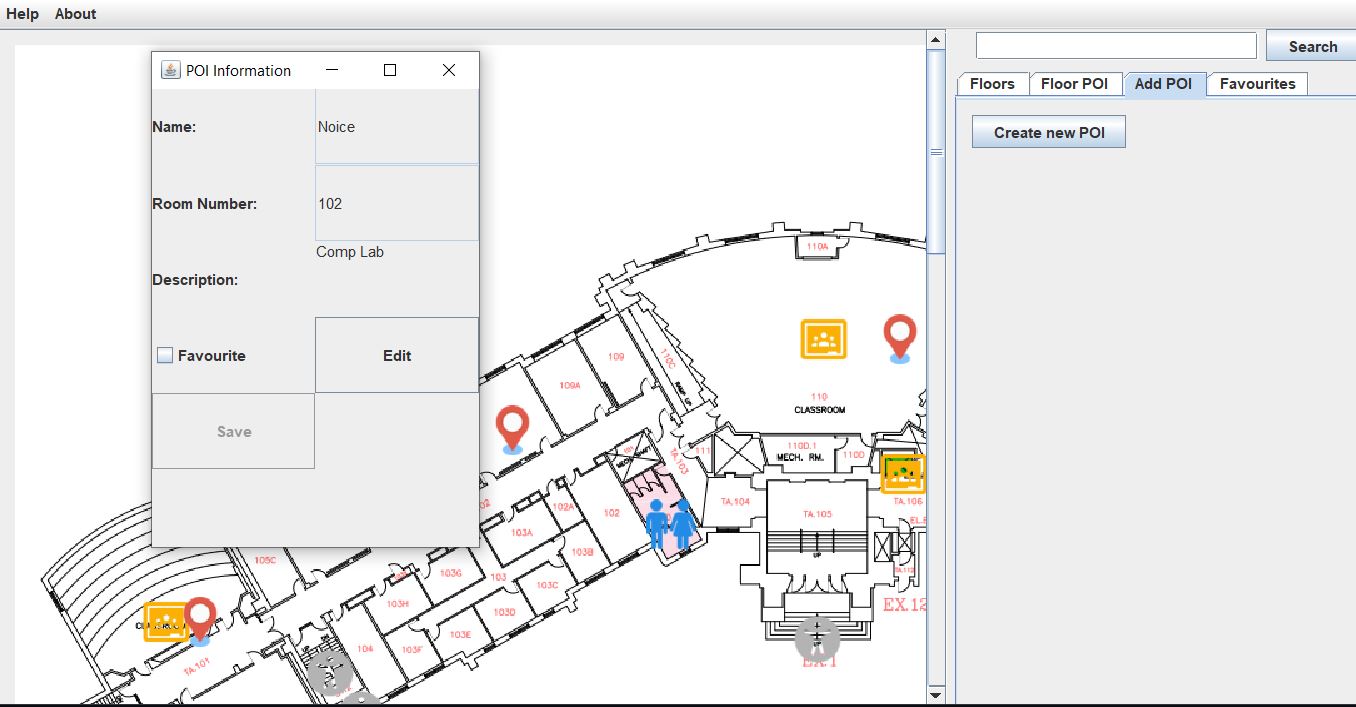 Help About
Search
POI Information
Floors Floor POI Add POI Favourites
Name: Noice
Create new POI
Room Number: 102
Comp Lab
Description:
Favourite Edit
Save
110A
109
110C
109A
110
CLASSROOM
111
110D.1
110D
MECH. RM.
TA.103
102A
102
TA.104
TA.105
TA.106
103A
103B
UP
105C
103G
103
103C
103H
103D
EX.12
103E
104
103F
TA.101
UP
EX.1